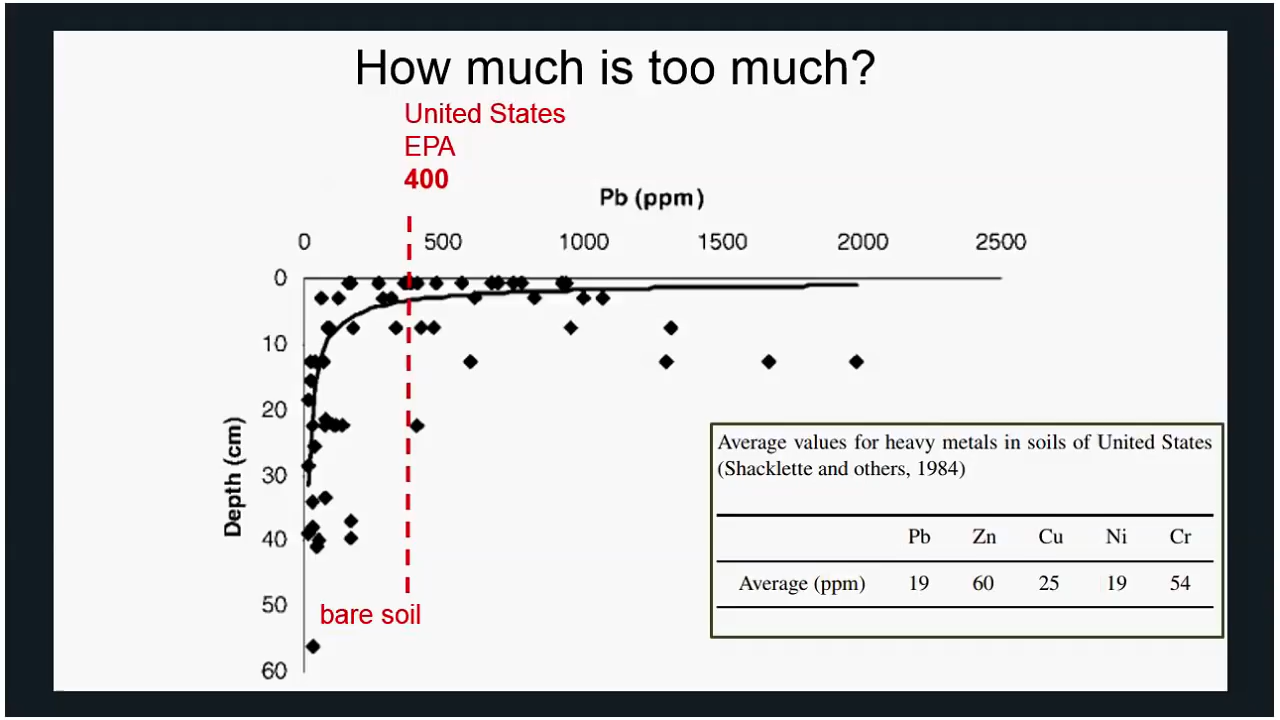 How much is too much?
United States
EPA
400
Pb (ppm)
0 500 1000 1500 2000 2500
0
10
20
30
40
50
60
Depth (cm)
bare soil
Average values for heavy metals in soils of United States
(Shacklette and others, 1984)
Pb Zn Cu Ni Cr
Average (ppm) 19 60 25 19 54